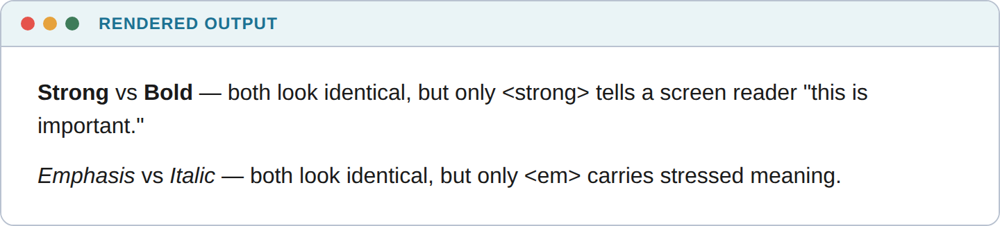 RENDERED OUTPUT
Strong vs Bold — both look identical, but only <strong> tells a screen reader "this is
important."
Emphasis vs Italic — both look identical, but only <em> carries stressed meaning.